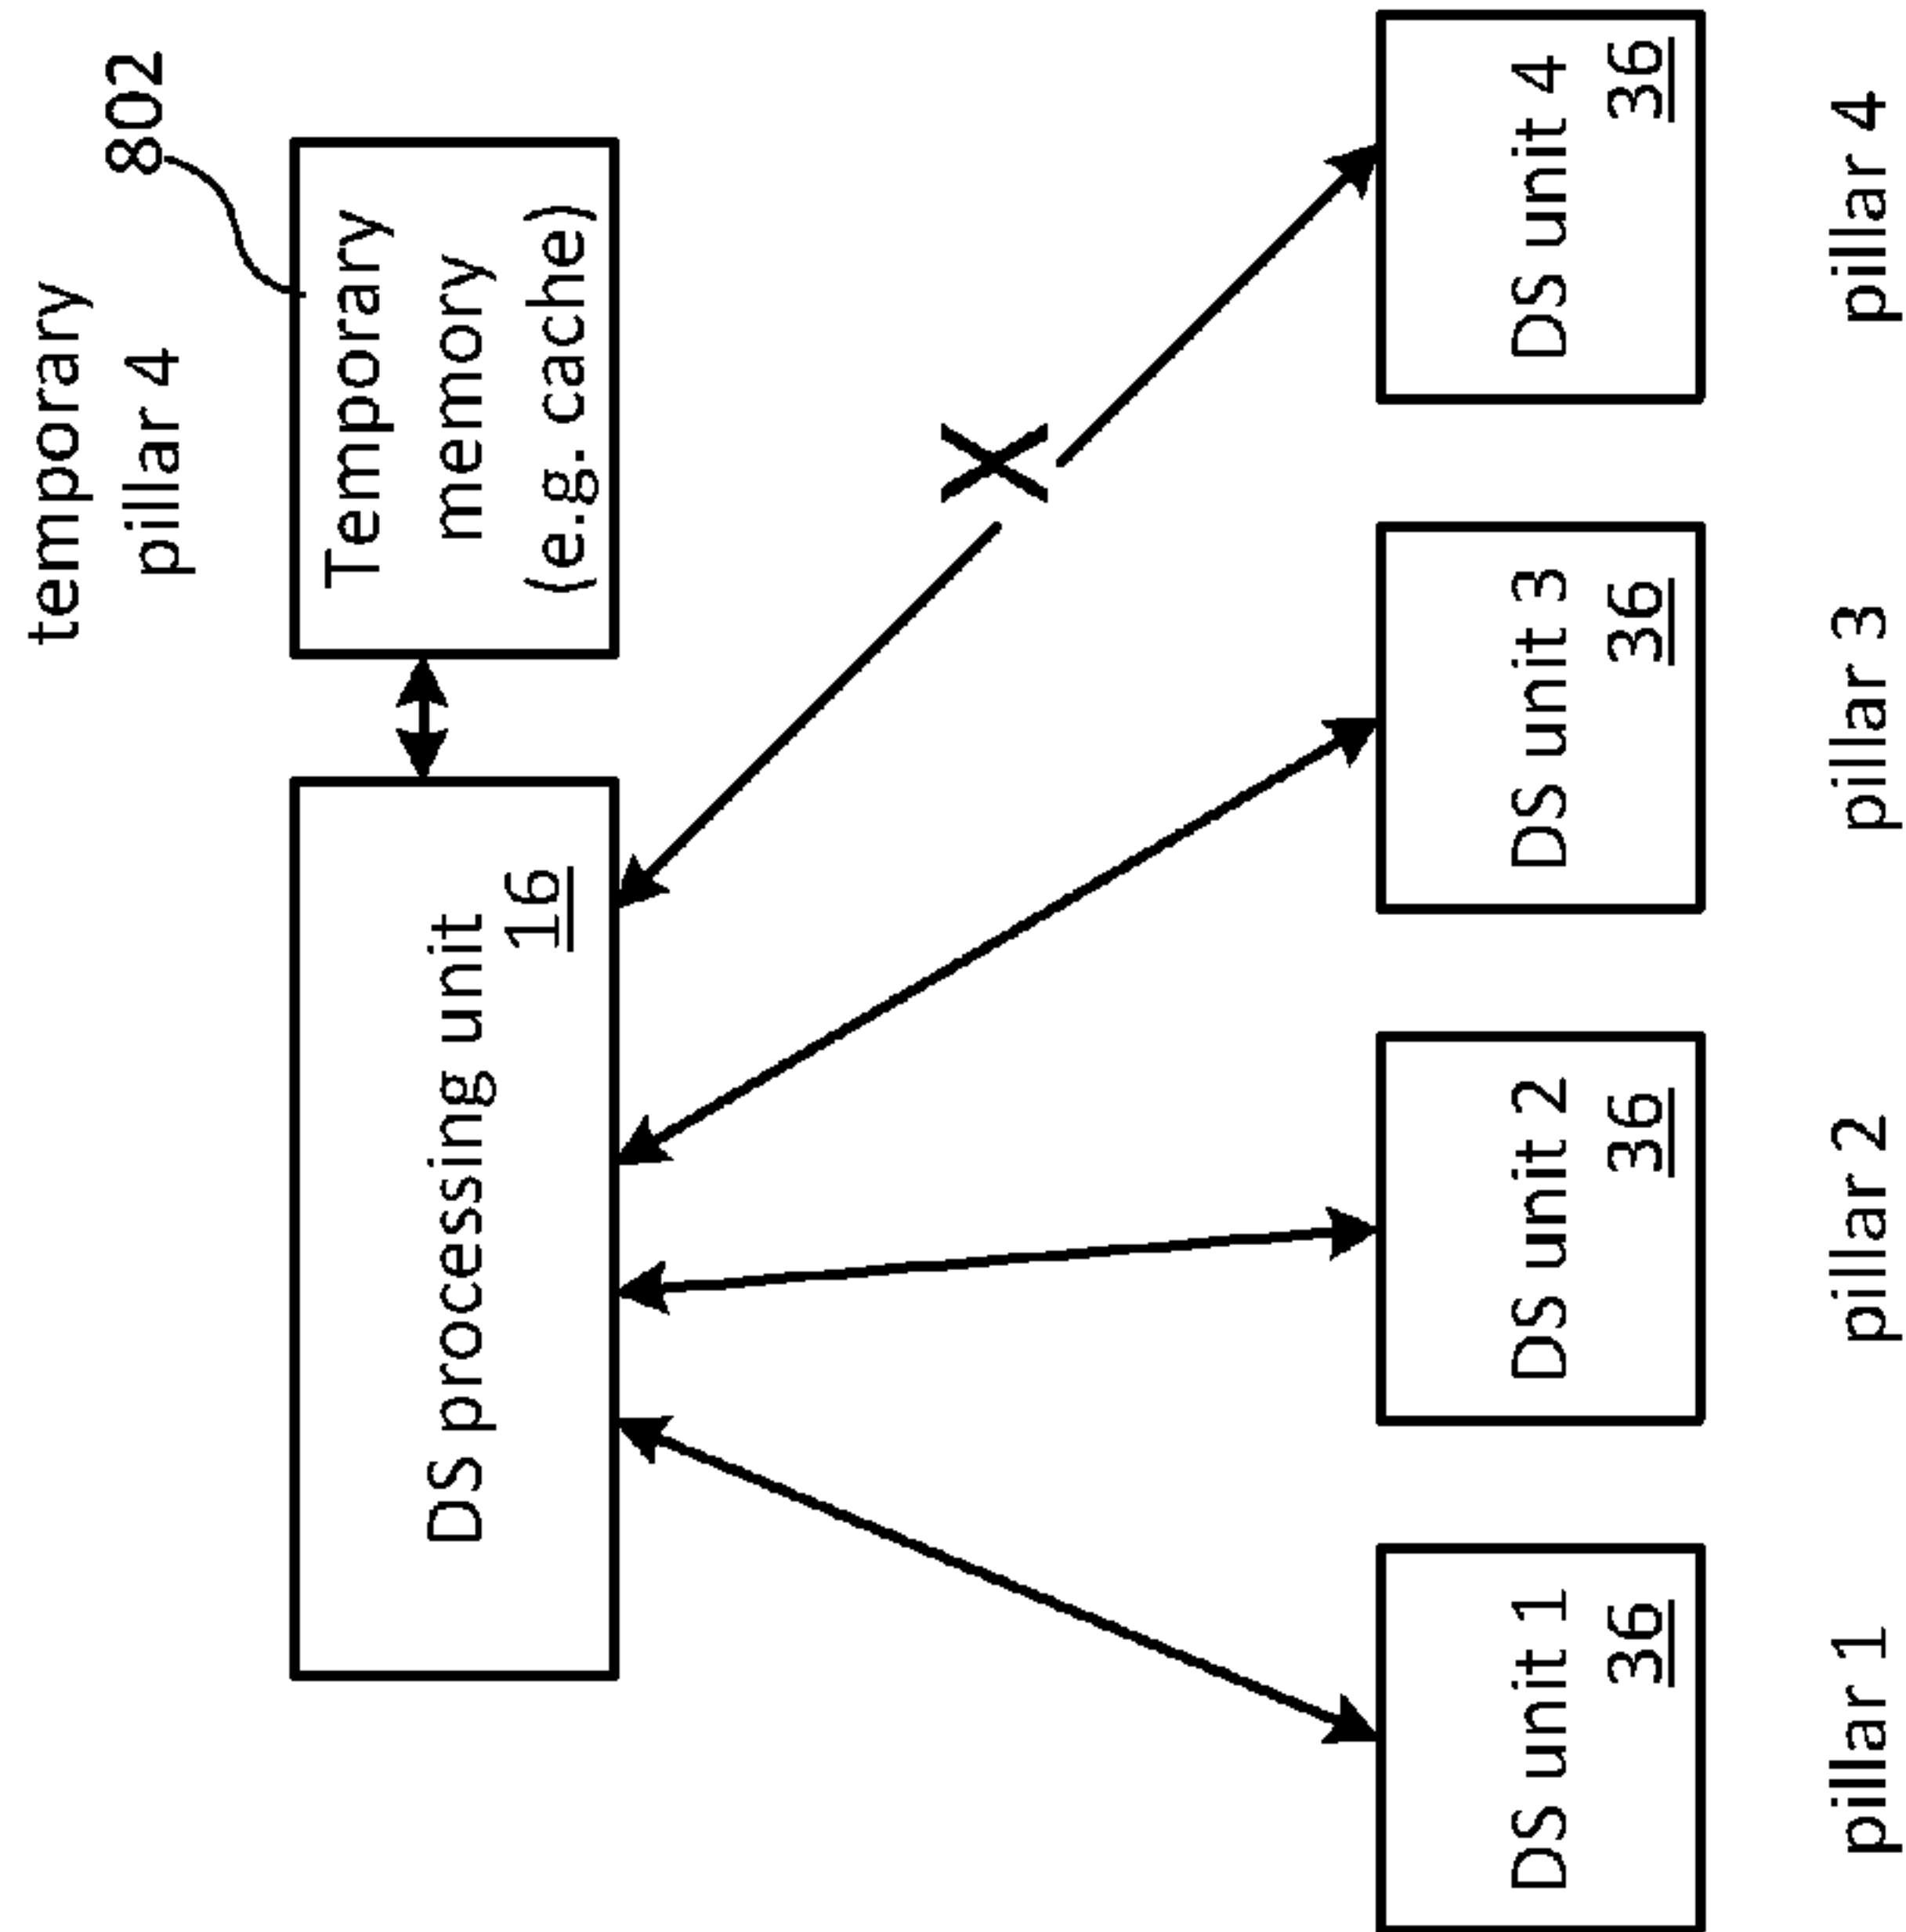 temporary
pillar 4
802
DS processing unit
16
Temporary
memory
(e.g. cache)
X
DS unit 1
36
DS unit 2
36
DS unit 3
36
DS unit 4
36
pillar 1
pillar 2
pillar 3
pillar 4